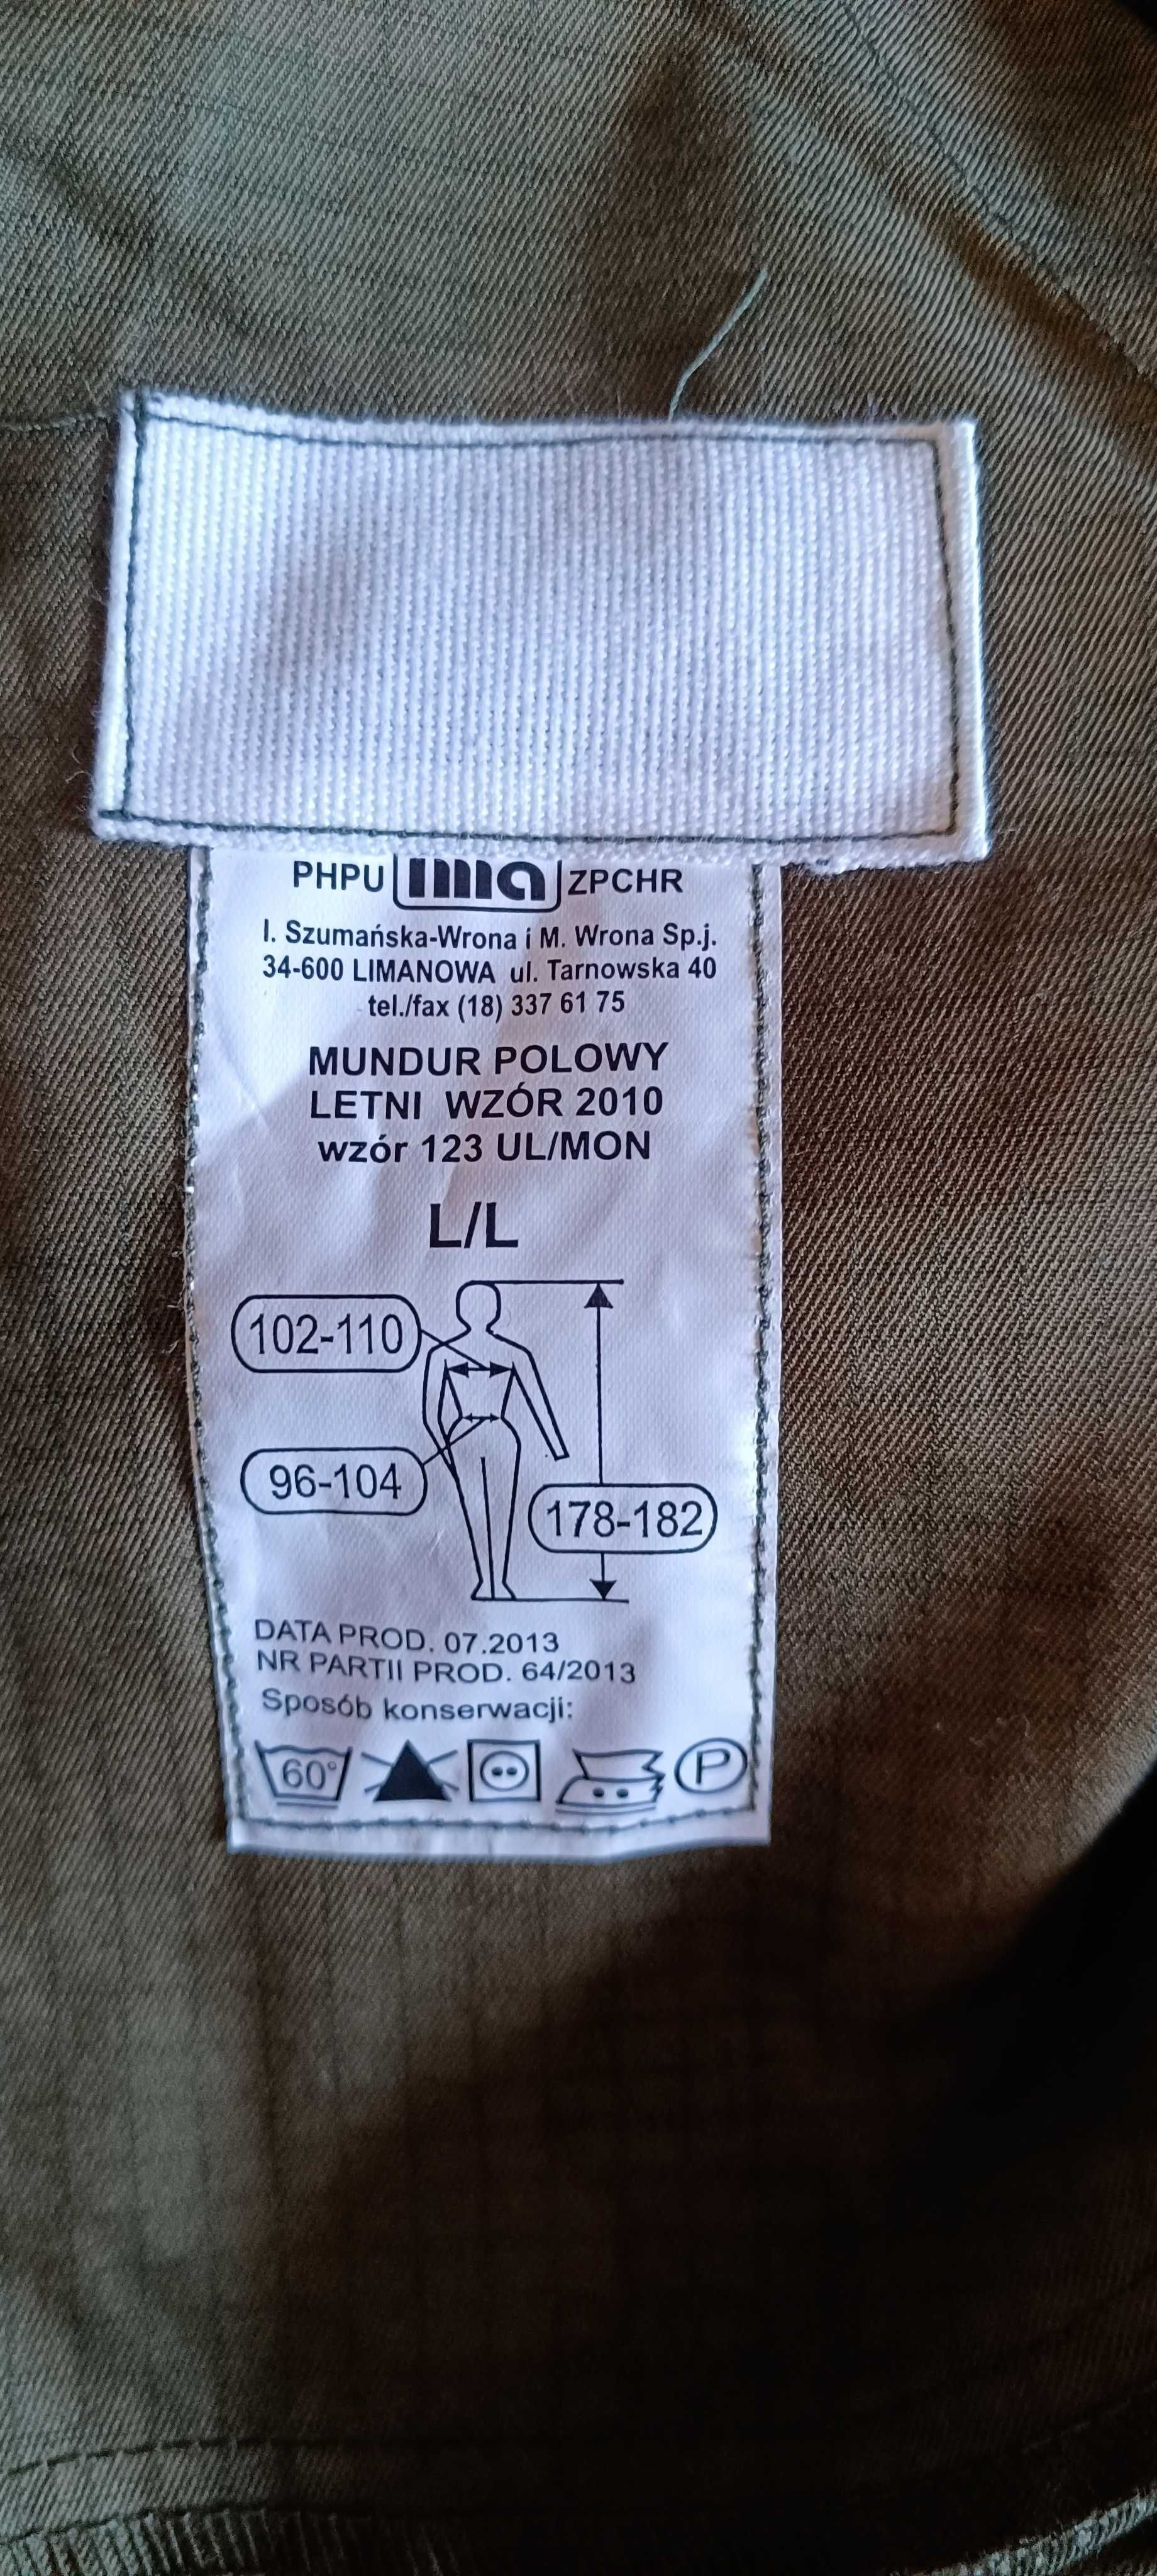 PHPU ima ZPCHR
I. Szumańska-Wrona i M. Wrona Sp.j.
34-600 LIMANOWA ul. Tarnowska 40
tel./fax (18) 337 61 75
MUNDUR POLOWY
LETNI WZÓR 2010
wzór 123 UL/MON
L/L
102-110
96-104
178-182
DATA PROD. 07.2013
NR PARTII PROD. 64/2013
Sposób konserwacji:
60° P